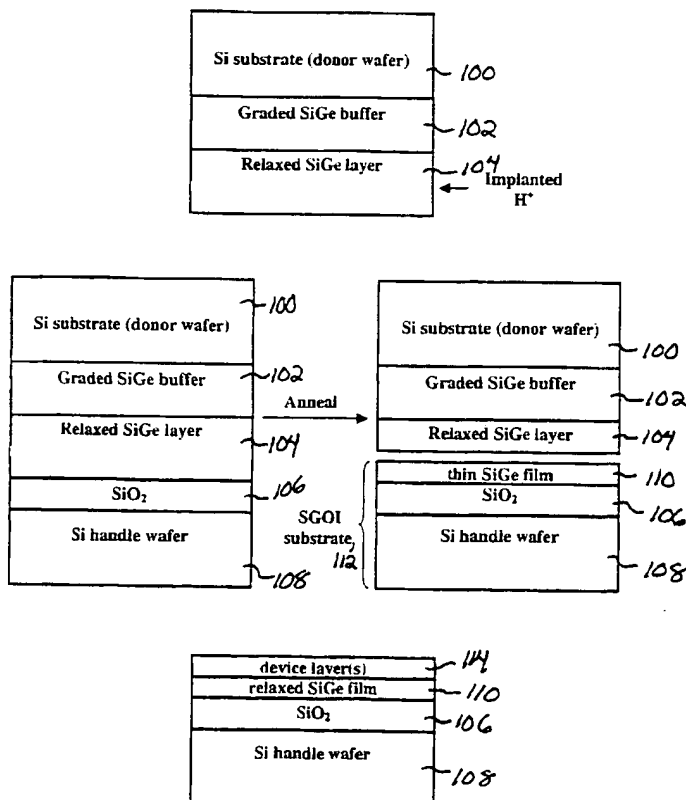 Si substrate (donor wafer)
100
Graded SiGe buffer
102
Relaxed SiGe layer
104
Implanted
H+
Si substrate (donor wafer)
100
Graded SiGe buffer
102
Relaxed SiGe layer
104
SiO2
106
Si handle wafer
108
Anneal
Si substrate (donor wafer)
100
Graded SiGe buffer
102
Relaxed SiGe layer
104
thin SiGe film
110
SiO2
106
SGOI
substrate,
112
Si handle wafer
108
device layer(s)
114
relaxed SiGe film
110
SiO2
106
Si handle wafer
108